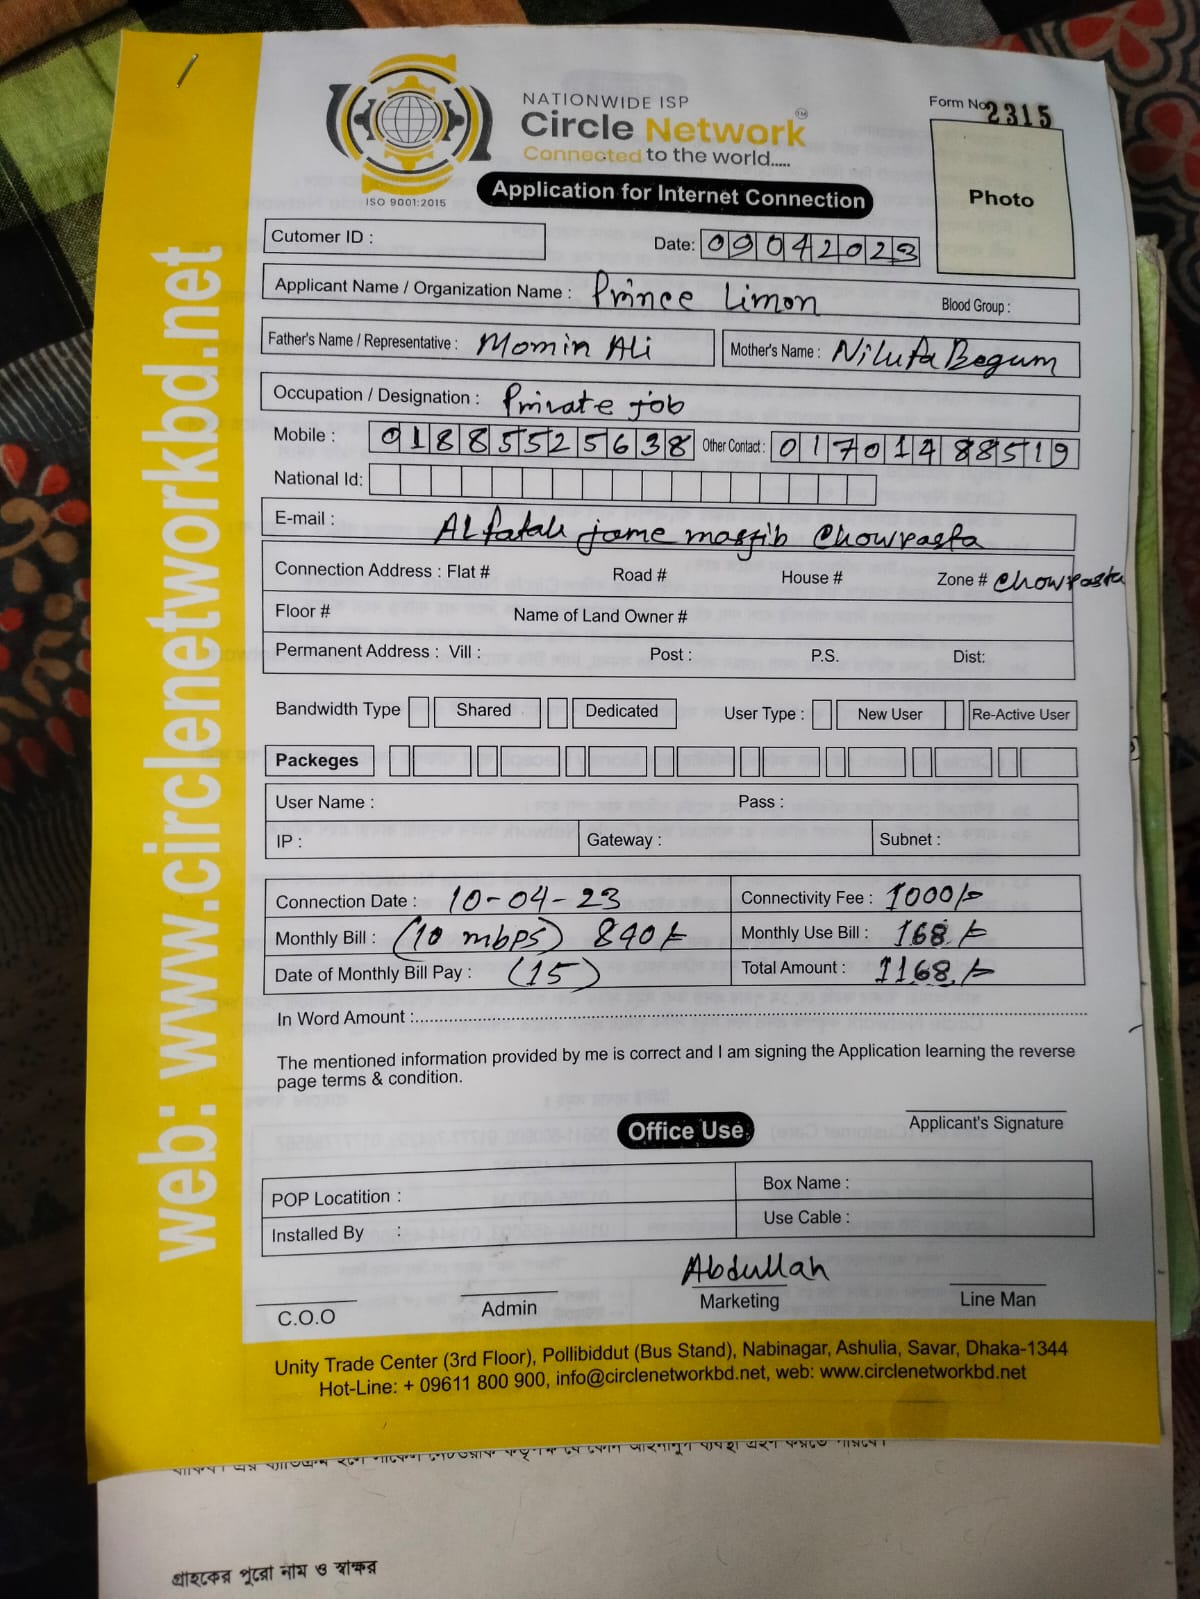 NATIONWIDE ISP
Circle Network TM
Connected to the world.....
ISO 9001:2015
Form No 2315
Photo
Application for Internet Connection
Cutomer ID :
Date: 09042023
Applicant Name / Organization Name : Prince Limon Blood Group :
Father's Name / Representative : Momin Ali Mother's Name : Nilufa Begum
Occupation / Designation : Private job
Mobile : 01885525638 Other Contact : 01701488519
National Id:
E-mail : AL fatah jame masjib Chowrasta
Connection Address : Flat # Road # House # Zone # Chowrasta
Floor # Name of Land Owner #
Permanent Address : Vill : Post : P.S. Dist:
Bandwidth Type Shared Dedicated User Type : New User Re-Active User
Packeges
User Name : Pass :
IP : Gateway : Subnet :
Connection Date : 10-04-23 Connectivity Fee : 1000/-
Monthly Bill : (10 mbps) 840/- Monthly Use Bill : 168/-
Date of Monthly Bill Pay : (15) Total Amount : 1168/-
In Word Amount :
The mentioned information provided by me is correct and I am signing the Application learning the reverse
page terms & condition.
Applicant's Signature
Office Use
POP Locatition : Box Name :
Installed By : Use Cable :
Abdullah
C.O.O Admin Marketing Line Man
Unity Trade Center (3rd Floor), Pollibiddut (Bus Stand), Nabinagar, Ashulia, Savar, Dhaka-1344
Hot-Line: + 09611 800 900, info@circlenetworkbd.net, web: www.circlenetworkbd.net
web: www.circlenetworkbd.net
গ্রাহকের পুরো নাম ও স্বাক্ষর